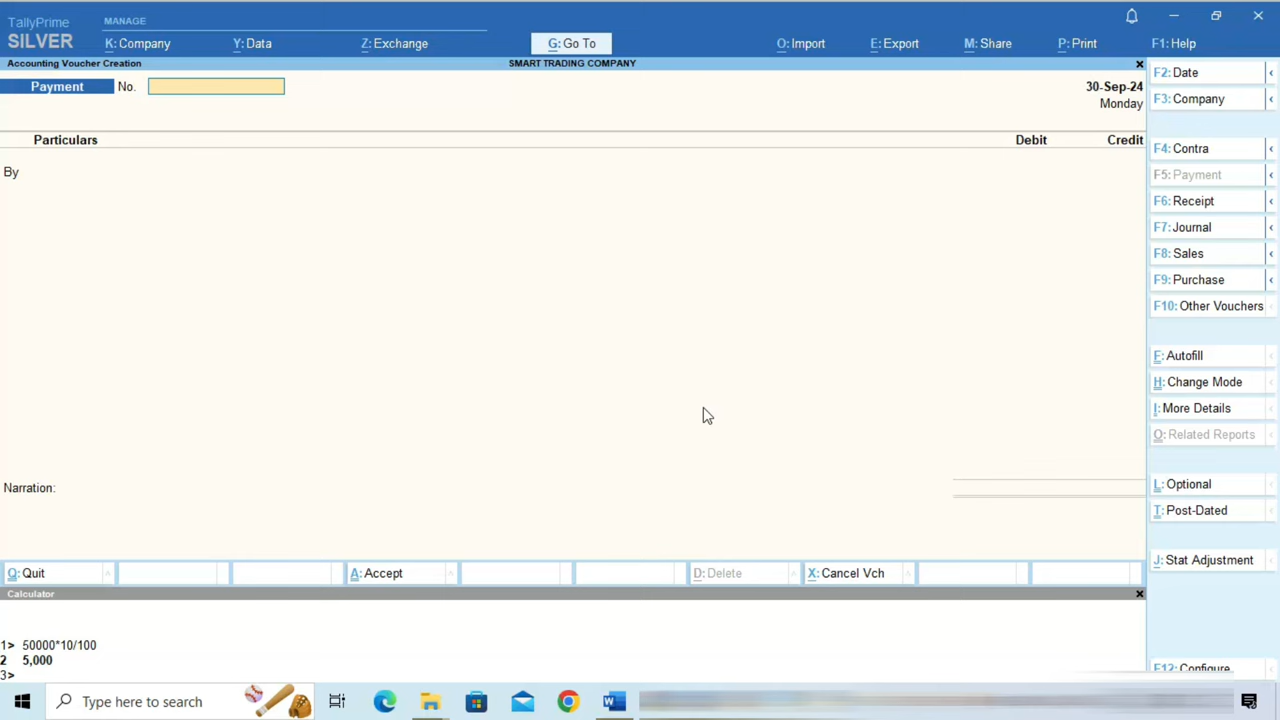 TallyPrime
SILVER
MANAGE
K: Company
Y: Data
Z: Exchange
G: Go To
O: Import
E: Export
M: Share
P: Print
F1: Help
Accounting Voucher Creation
SMART TRADING COMPANY
Payment No.
30-Sep-24
Monday
Particulars
Debit
Credit
By
Narration:
F2: Date
F3: Company
F4: Contra
F5: Payment
F6: Receipt
F7: Journal
F8: Sales
F9: Purchase
F10: Other Vouchers
F: Autofill
H: Change Mode
I: More Details
O: Related Reports
L: Optional
T: Post-Dated
J: Stat Adjustment
F12: Configure
Q: Quit
A: Accept
D: Delete
X: Cancel Vch
Calculator
1> 50000*10/100
2 5,000
3>
Type here to search